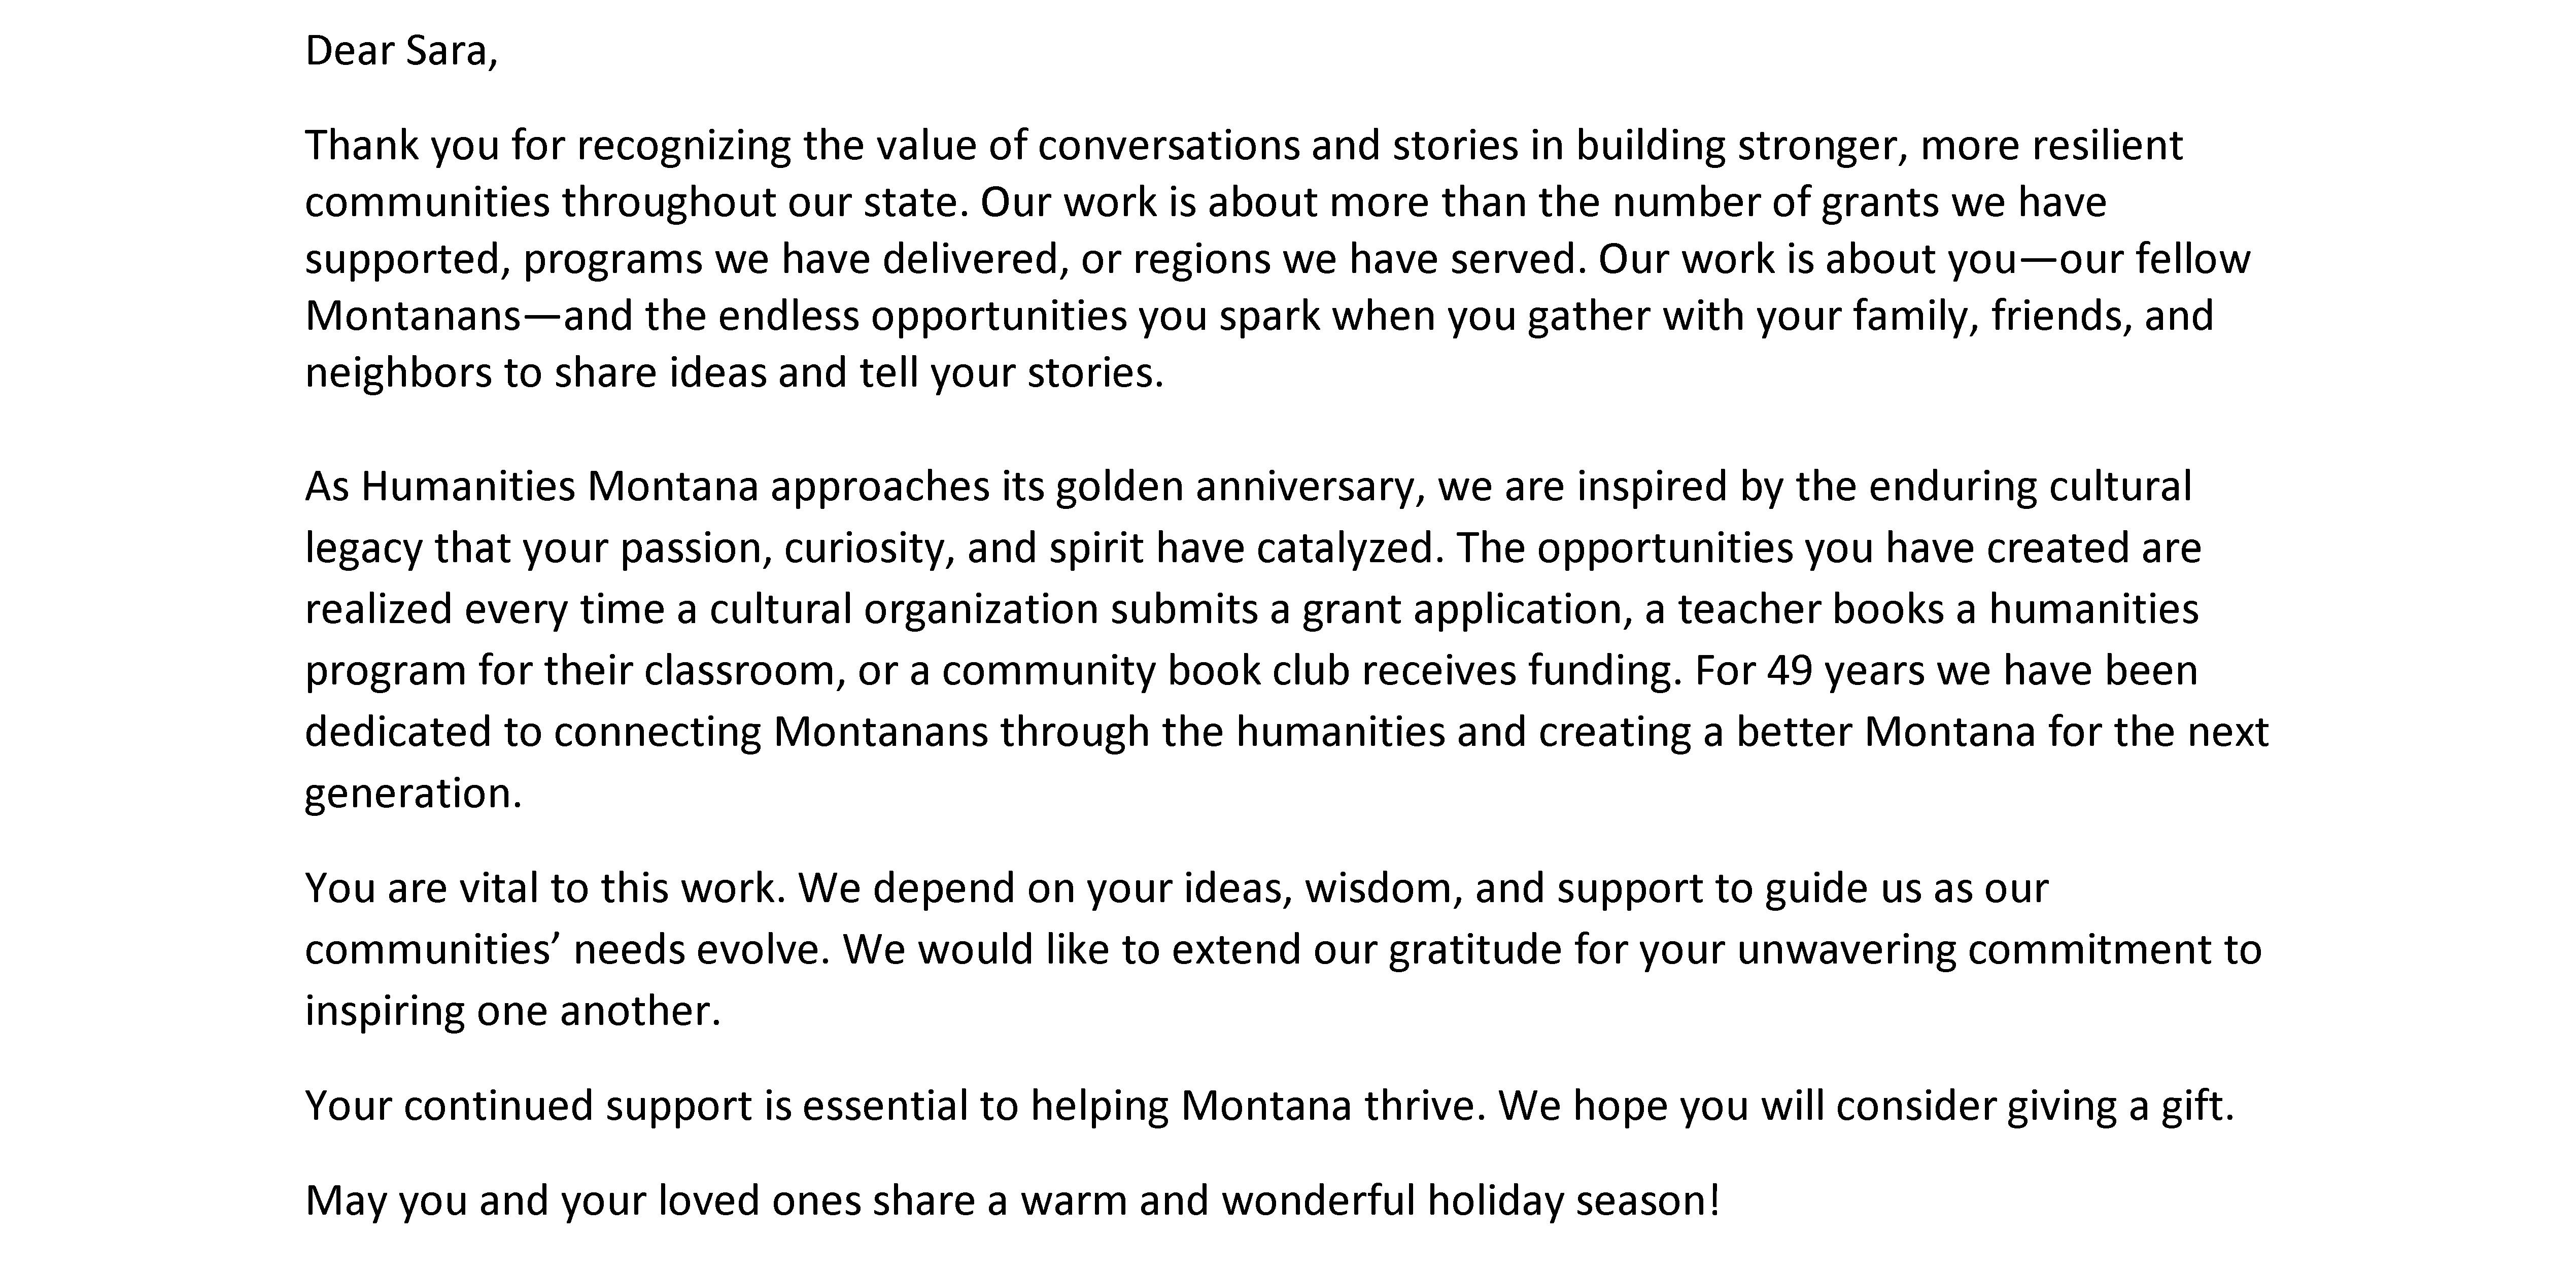 Dear Sara,
Thank you for recognizing the value of conversations and stories in building stronger, more resilient
communities throughout our state. Our work is about more than the number of grants we have
supported, programs we have delivered, or regions we have served. Our work is about you—our fellow
Montanans—and the endless opportunities you spark when you gather with your family, friends, and
neighbors to share ideas and tell your stories.
As Humanities Montana approaches its golden anniversary, we are inspired by the enduring cultural
legacy that your passion, curiosity, and spirit have catalyzed. The opportunities you have created are
realized every time a cultural organization submits a grant application, a teacher books a humanities
program for their classroom, or a community book club receives funding. For 49 years we have been
dedicated to connecting Montanans through the humanities and creating a better Montana for the next
generation.
You are vital to this work. We depend on your ideas, wisdom, and support to guide us as our
communities’ needs evolve. We would like to extend our gratitude for your unwavering commitment to
inspiring one another.
Your continued support is essential to helping Montana thrive. We hope you will consider giving a gift.
May you and your loved ones share a warm and wonderful holiday season!